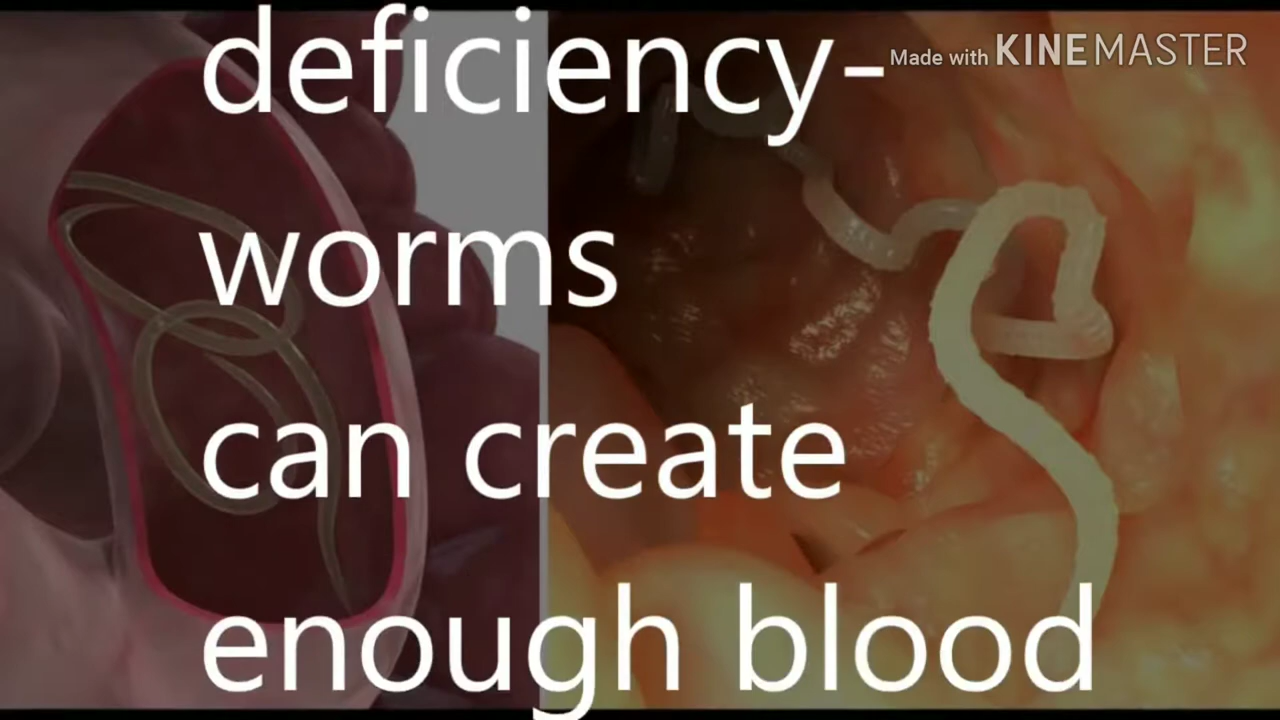 Made with KINEMASTER
deficiency-
worms
can create
enough blood